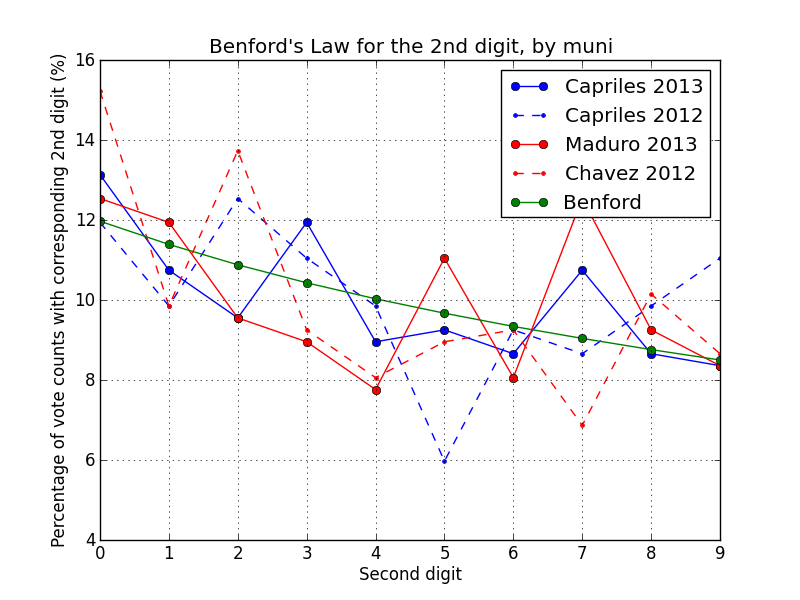 Benford's Law for the 2nd digit, by muni
Percentage of vote counts with corresponding 2nd digit (%)
16
14
12
10
8
6
4
Capriles 2013
Capriles 2012
Maduro 2013
Chavez 2012
Benford
0 1 2 3 4 5 6 7 8 9
Second digit